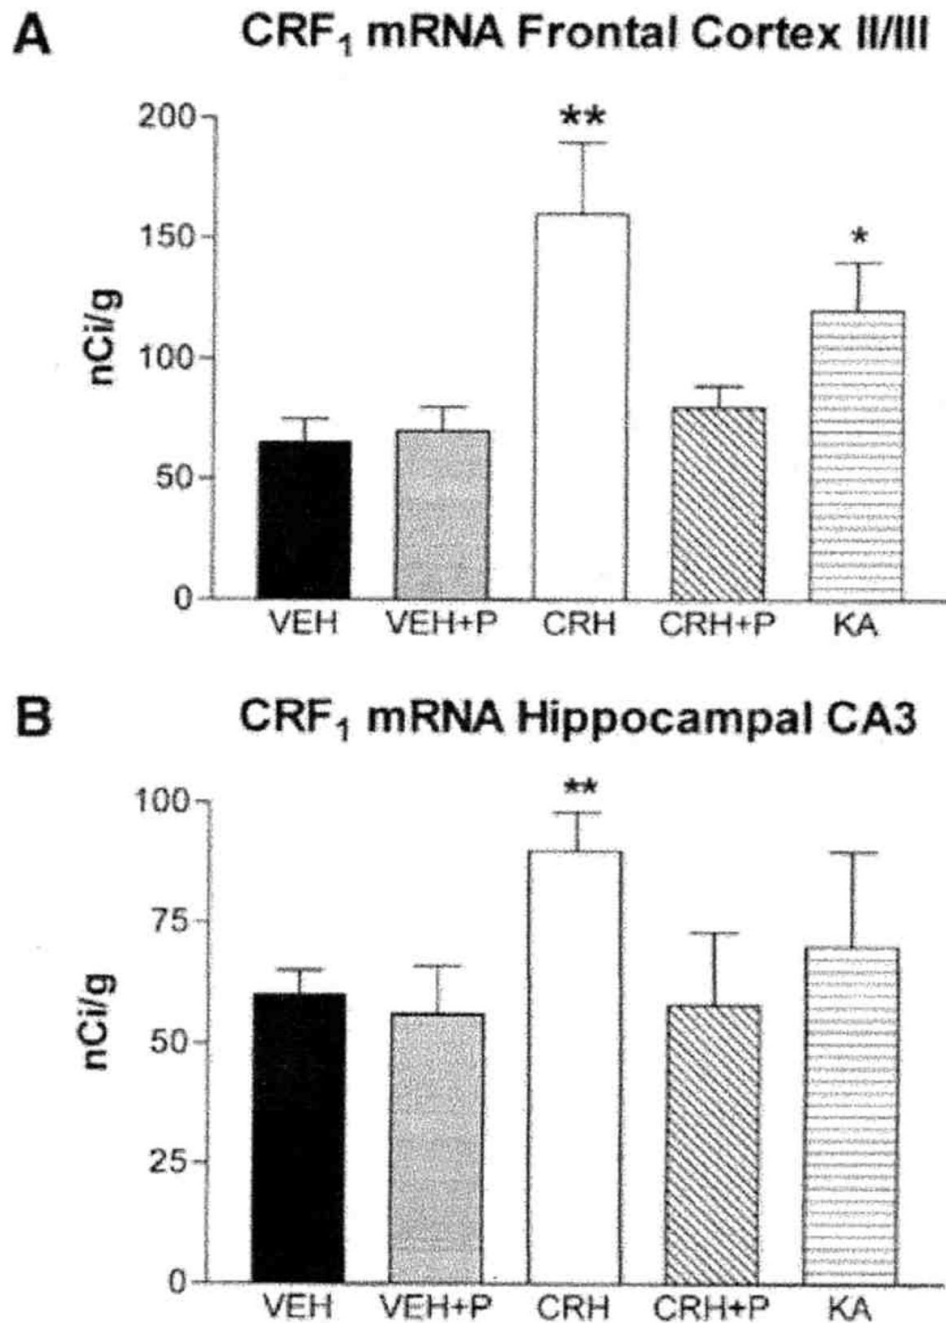 A CRF₁ mRNA Frontal Cortex II/III
200
**
150
*
nCi/g
100
50
0
VEH VEH+P CRH CRH+P KA
B CRF₁ mRNA Hippocampal CA3
**
100
75
nCi/g
50
25
0
VEH VEH+P CRH CRH+P KA